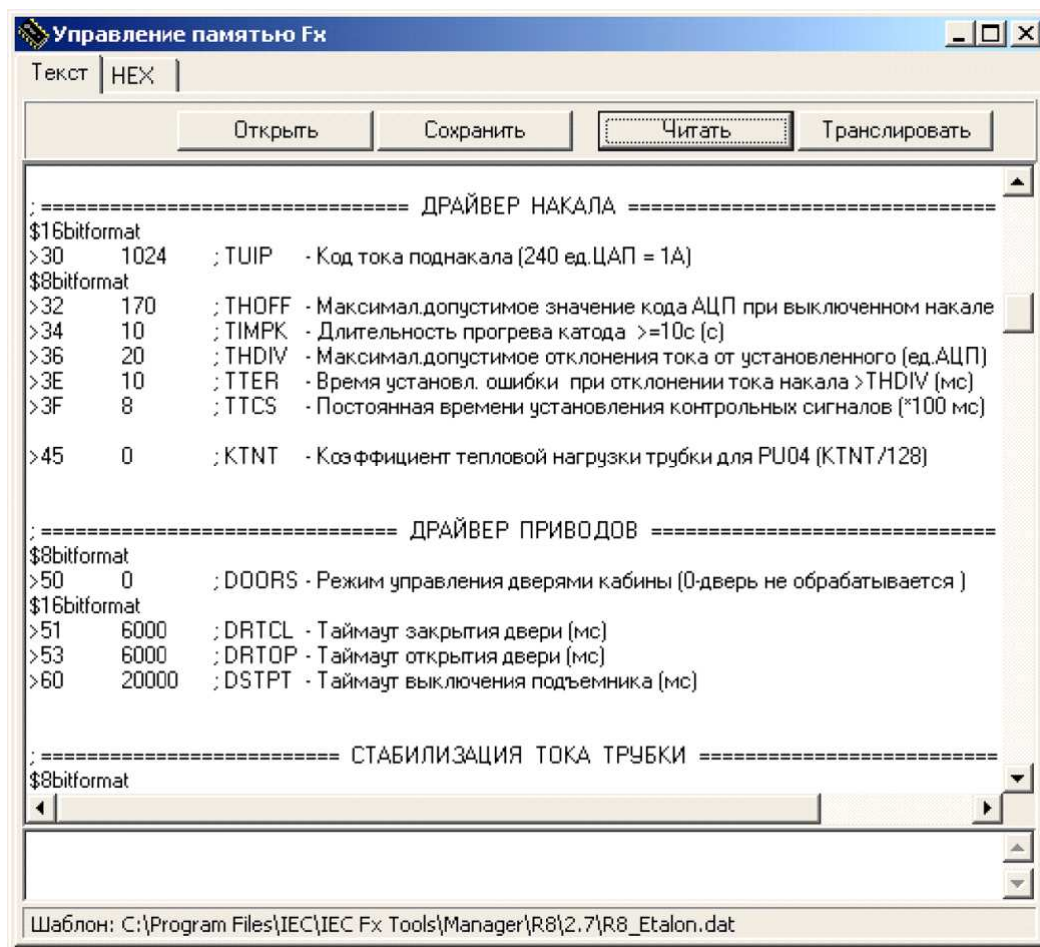 Управление памятью Fx
Текст HEX
Открыть Сохранить Читать Транслировать
; ================================ ДРАЙВЕР НАКАЛА ================================
$16bitformat
>30 1024 ; TUIP - Код тока поднакала (240 ед.ЦАП = 1А)
$8bitformat
>32 170 ; THOFF - Максимал.допустимое значение кода АЦП при выключенном накале
>34 10 ; TIMPK - Длительность прогрева катода >=10с (с)
>36 20 ; THDIV - Максимал.допустимое отклонения тока от установленного (ед.АЦП)
>3E 10 ; TTER - Время установл. ошибки при отклонении тока накала >THDIV (мс)
>3F 8 ; TTCS - Постоянная времени установления контрольных сигналов (*100 мс)
>45 0 ; KTNT - Коэффициент тепловой нагрузки трубки для PU04 (KTNT/128)
; =============================== ДРАЙВЕР ПРИВОДОВ ==============================
$8bitformat
>50 0 ; DOORS - Режим управления дверями кабины (0-дверь не обрабатывается )
$16bitformat
>51 6000 ; DRTCL - Таймаут закрытия двери (мс)
>53 6000 ; DRTOP - Таймаут открытия двери (мс)
>60 20000 ; DSTPT - Таймаут выключения подъемника (мс)
; ========================== СТАБИЛИЗАЦИЯ ТОКА ТРУБКИ ==========================
$8bitformat
Шаблон: C:\Program Files\IEC\IEC Fx Tools\Manager\R8\2.7\R8_Etalon.dat